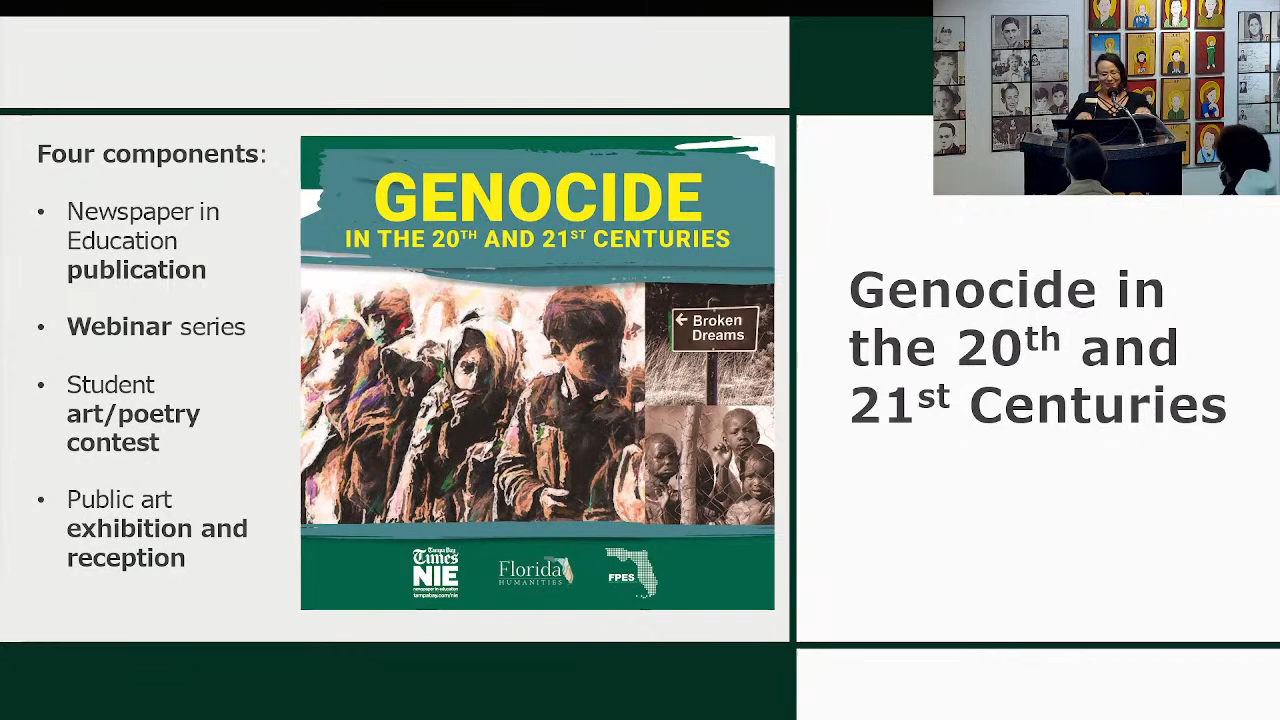 Four components:
• Newspaper in
Education
publication
• Webinar series
• Student
art/poetry
contest
• Public art
exhibition and
reception
GENOCIDE
IN THE 20TH AND 21ST CENTURIES
← Broken
Dreams
Tampa Bay
Times
NIE
newspaper in education
tampabay.com/nie
Florida
HUMANITIES
FPES
Genocide in
the 20th and
21st Centuries